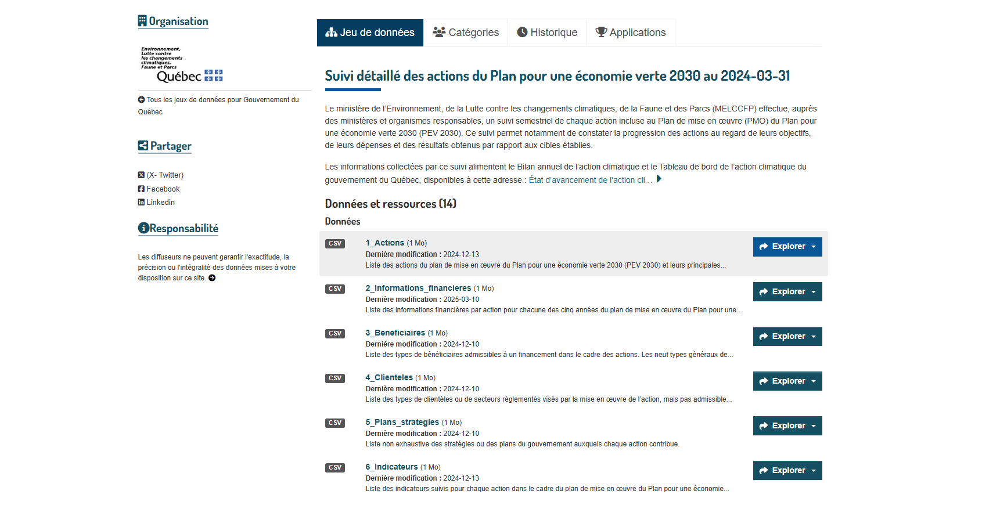 Organisation
Environnement,
Lutte contre
les changements
climatiques,
Faune et Parcs
Québec
Tous les jeux de données pour Gouvernement du
Québec
Partager
(X- Twitter)
Facebook
Linkedin
Responsabilité
Les diffuseurs ne peuvent garantir l'exactitude, la
précision ou l'intégralité des données mises à votre
disposition sur ce site.
Jeu de données Catégories Historique Applications
Suivi détaillé des actions du Plan pour une économie verte 2030 au 2024-03-31
Le ministère de l’Environnement, de la Lutte contre les changements climatiques, de la Faune et des Parcs (MELCCFP) effectue, auprès
des ministères et organismes responsables, un suivi semestriel de chaque action incluse au Plan de mise en œuvre (PMO) du Plan pour
une économie verte 2030 (PEV 2030). Ce suivi permet notamment de constater la progression des actions au regard de leurs objectifs,
de leurs dépenses et des résultats obtenus par rapport aux cibles établies.
Les informations collectées par ce suivi alimentent le Bilan annuel de l’action climatique et le Tableau de bord de l’action climatique du
gouvernement du Québec, disponibles à cette adresse : État d’avancement de l’action cli...
Données et ressources (14)
Données
CSV 1_Actions (1 Mo) Explorer
Dernière modification : 2024-12-13
Liste des actions du plan de mise en œuvre du Plan pour une économie verte 2030 (PEV 2030) et leurs principales...
CSV 2_Informations_financieres (1 Mo) Explorer
Dernière modification : 2025-03-10
Liste des informations financières par action pour chacune des cinq années du plan de mise en œuvre du Plan pour une...
CSV 3_Beneficiaires (1 Mo) Explorer
Dernière modification : 2024-12-10
Liste des types de bénéficiaires admissibles à un financement dans le cadre des actions. Les neuf types généraux de...
CSV 4_Clienteles (1 Mo) Explorer
Dernière modification : 2024-12-10
Liste des types de clientèles ou de secteurs réglementés visés par la mise en œuvre de l’action, mais pas admissible...
CSV 5_Plans_strategies (1 Mo) Explorer
Dernière modification : 2024-12-10
Liste non exhaustive des stratégies ou des plans du gouvernement auxquels chaque action contribue.
CSV 6_Indicateurs (1 Mo) Explorer
Dernière modification : 2024-12-13
Liste des indicateurs suivis pour chaque action dans le cadre du plan de mise en œuvre du Plan pour une économie...